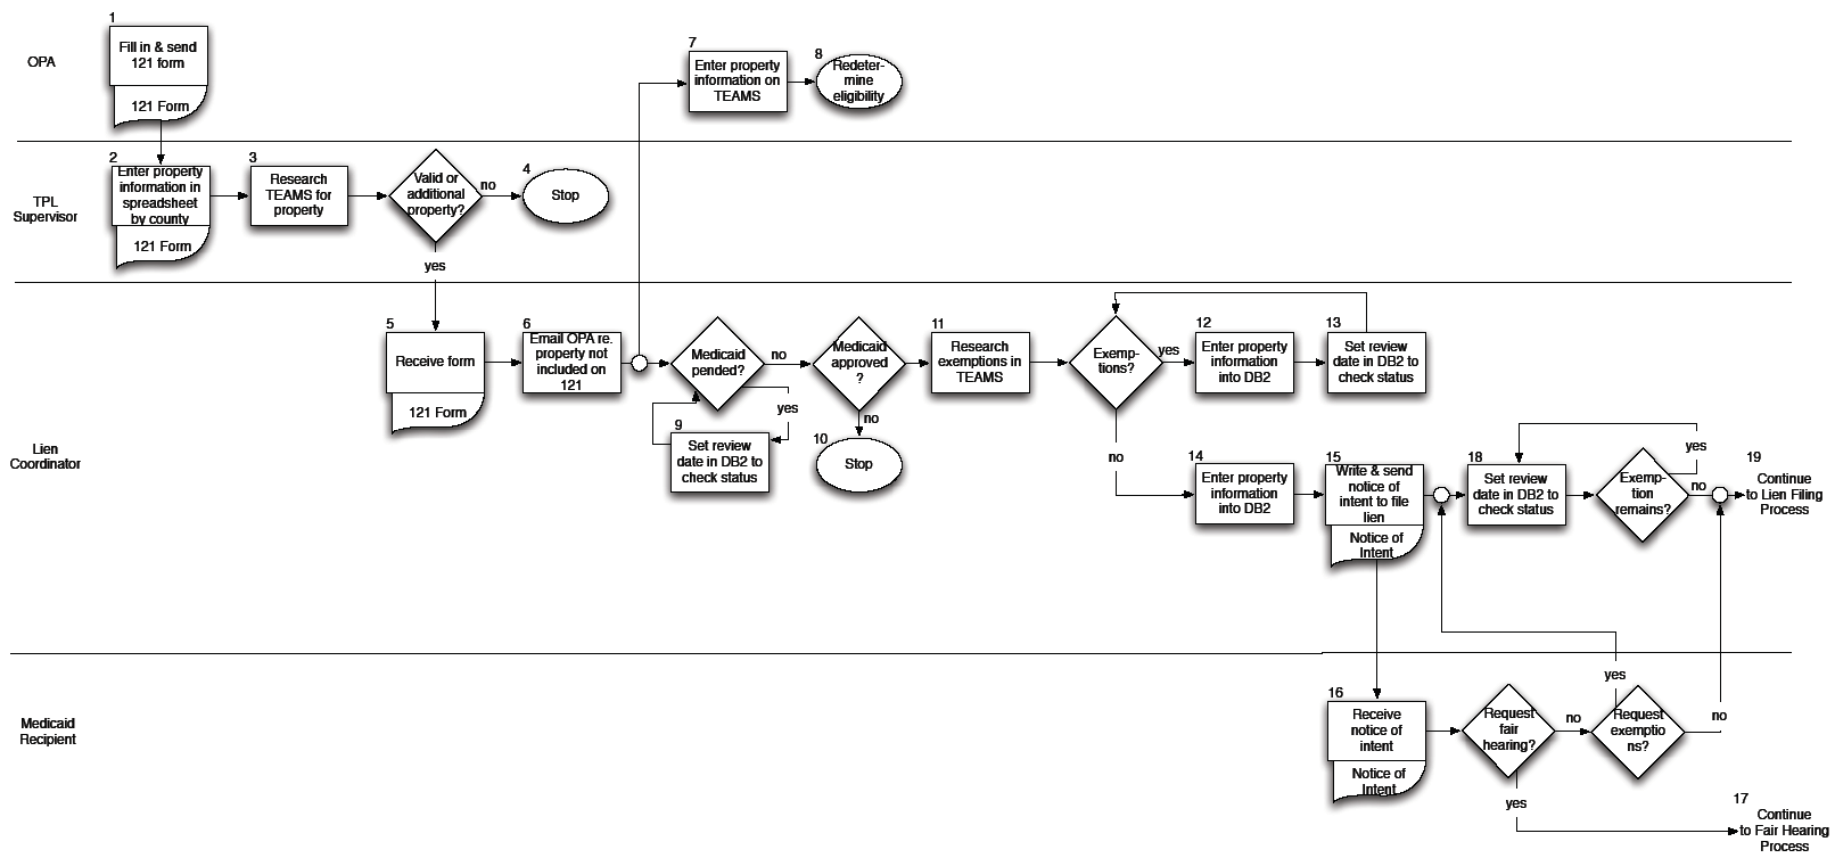 1
Fill in & send
121 form
121 Form
OPA
7
Enter property
information on
TEAMS
8
Redeter-
mine
eligibility
TPL
Supervisor
2
Enter property
information in
spreadsheet
by county
121 Form
3
Research
TEAMS for
property
Valid or
additional
property?
no
4
Stop
yes
Lien
Coordinator
5
Receive form
121 Form
6
Email OPA re.
property not
included on
121
Medicaid
pended?
no
yes
9
Set review
date in DB2 to
check status
Medicaid
approved
?
no
10
Stop
11
Research
exemptions in
TEAMS
Exemp-
tions?
yes
12
Enter property
information
into DB2
13
Set review
date in DB2 to
check status
no
14
Enter property
information
into DB2
15
Write & send
notice of
intent to file
lien
Notice of
Intent
18
Set review
date in DB2 to
check status
Exemp-
tion
remains?
yes
no
19
Continue
to Lien Filing
Process
Medicaid
Recipient
16
Receive
notice of
intent
Notice of
Intent
Request
fair
hearing?
no
Request
exemptio
ns?
yes
no
yes
17
Continue
to Fair Hearing
Process